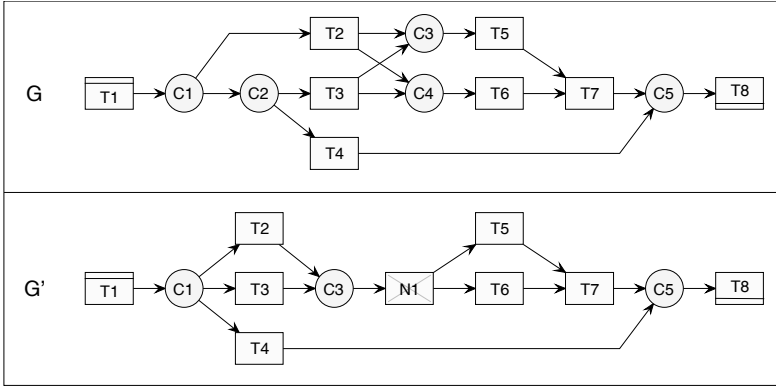 T2 C3 T5
G T1 C1 C2 T3 C4 T6 T7 C5 T8
T4
T2 T5
G' T1 C1 T3 C3 N1 T6 T7 C5 T8
T4